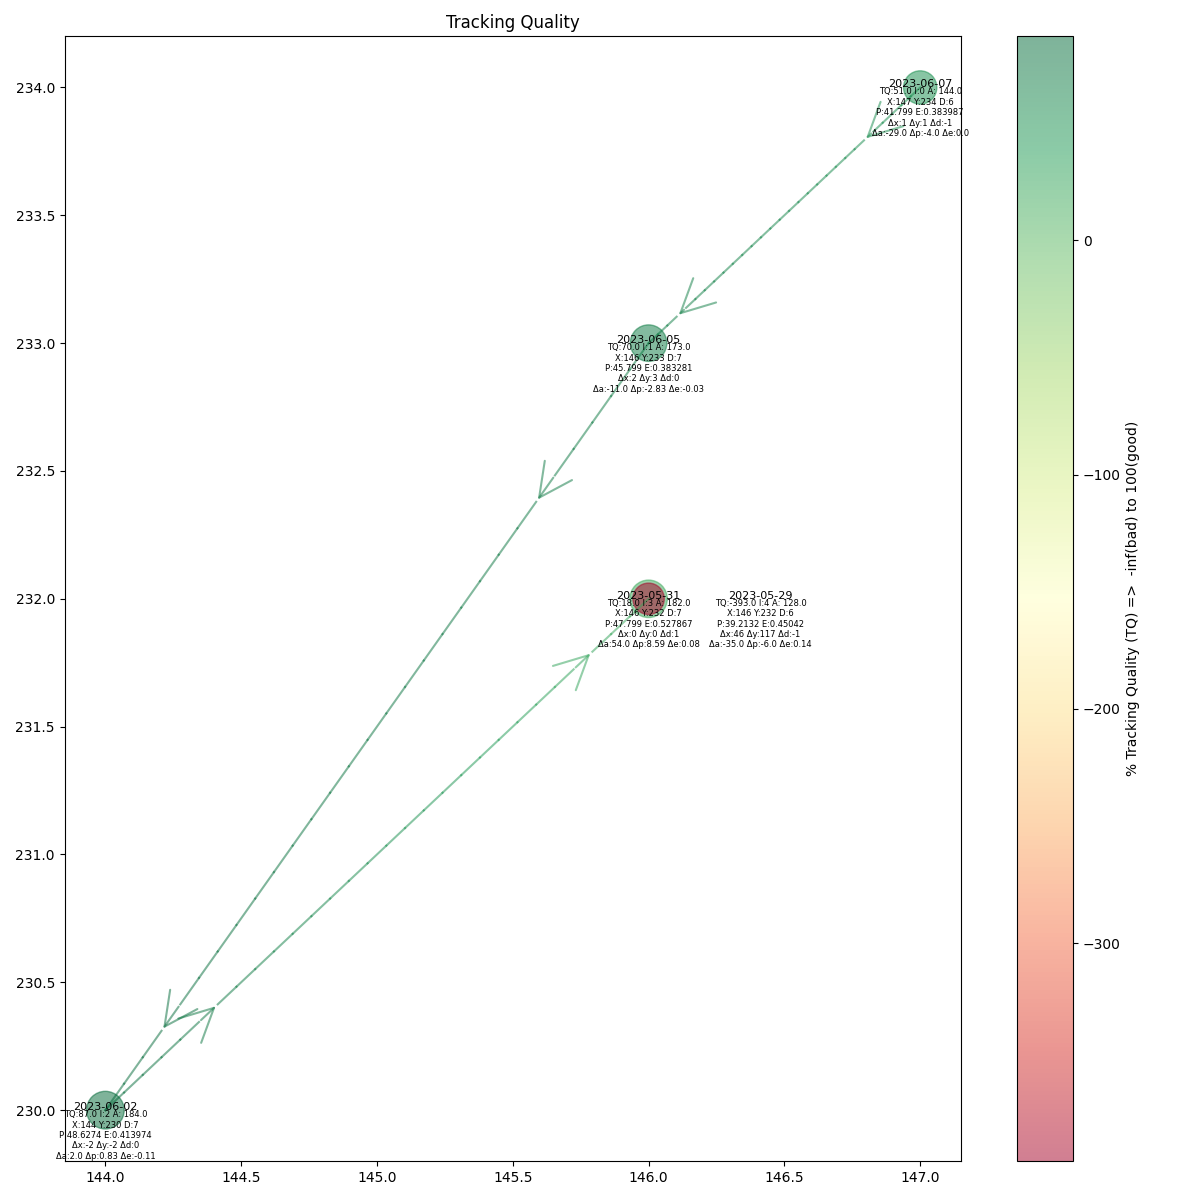 Tracking Quality
234.0
233.5
233.0
232.5
232.0
231.5
231.0
230.5
230.0
144.0 144.5 145.0 145.5 146.0 146.5 147.0
2023-06-07
TQ:51.0 I:0 A: 144.0
X:147 Y:234 D:6
P:41.799 E:0.383987
Δx:1 Δy:1 Δd:-1
Δa:-29.0 Δp:-4.0 Δe:0.0
2023-06-05
TQ:70.0 I:1 A: 173.0
X:146 Y:233 D:7
P:45.799 E:0.383281
Δx:2 Δy:3 Δd:0
Δa:-11.0 Δp:-2.83 Δe:-0.03
2023-05-31
TQ:18.0 I:3 A: 182.0
X:146 Y:232 D:7
P:47.799 E:0.527867
Δx:0 Δy:0 Δd:1
Δa:54.0 Δp:8.59 Δe:0.08
2023-05-29
TQ:-393.0 I:4 A: 128.0
X:146 Y:232 D:6
P:39.2132 E:0.45042
Δx:46 Δy:117 Δd:-1
Δa:-35.0 Δp:-6.0 Δe:0.14
2023-06-02
TQ:87.0 I:2 A: 184.0
X:144 Y:230 D:7
P:48.6274 E:0.413974
Δx:-2 Δy:-2 Δd:0
Δa:2.0 Δp:0.83 Δe:-0.11
0
−100
−200
−300
% Tracking Quality (TQ) => -inf(bad) to 100(good)